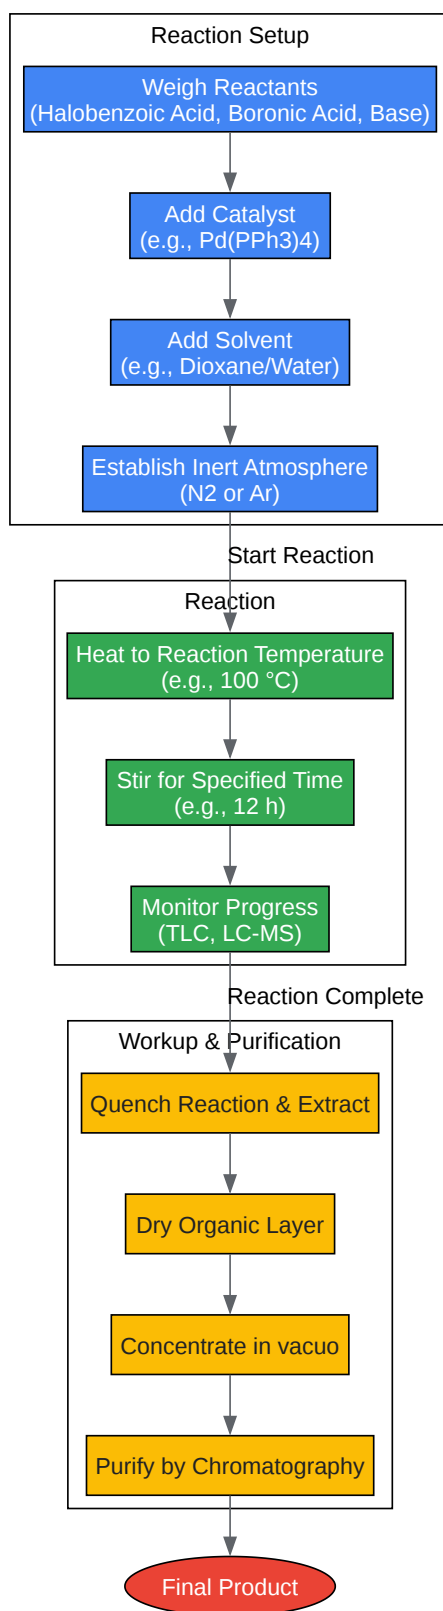 Reaction Setup
Weigh Reactants
(Halobenzoic Acid, Boronic Acid, Base)
Add Catalyst
(e.g., Pd(PPh3)4)
Add Solvent
(e.g., Dioxane/Water)
Establish Inert Atmosphere
(N2 or Ar)
Start Reaction
Reaction
Heat to Reaction Temperature
(e.g., 100 °C)
Stir for Specified Time
(e.g., 12 h)
Monitor Progress
(TLC, LC-MS)
Reaction Complete
Workup & Purification
Quench Reaction & Extract
Dry Organic Layer
Concentrate in vacuo
Purify by Chromatography
Final Product